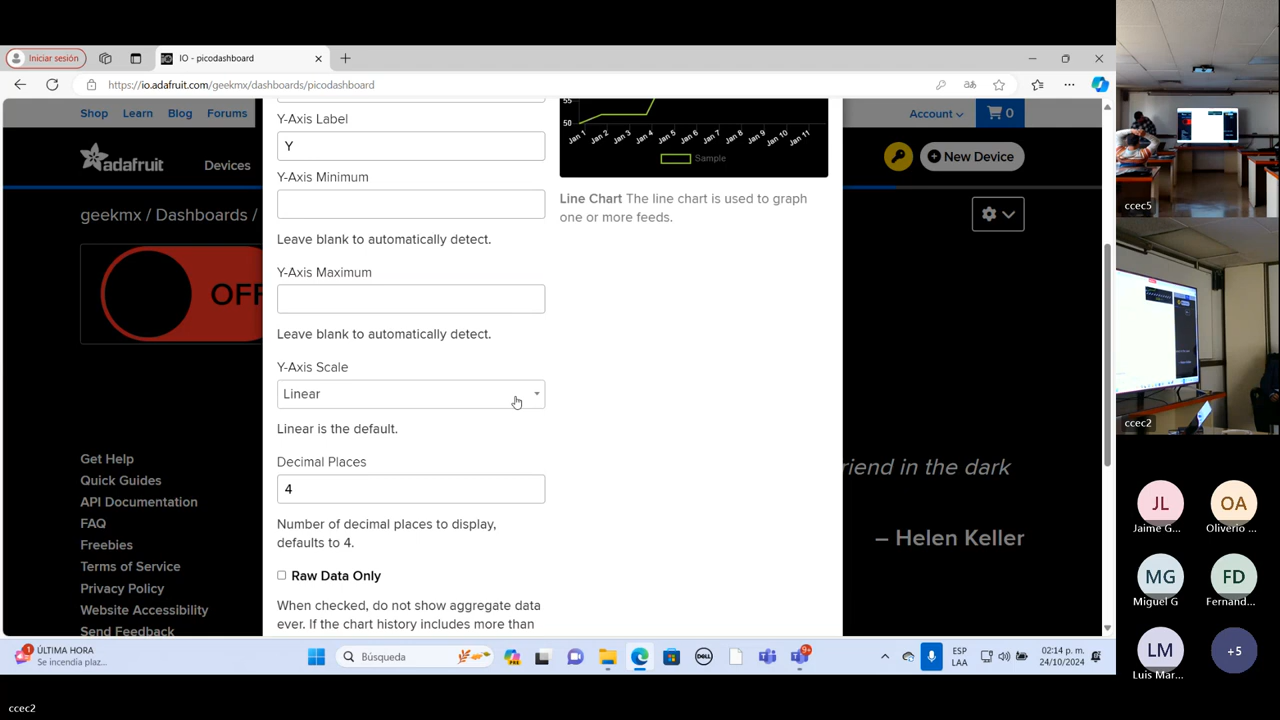 Iniciar sesión
IO - picodashboard
https://io.adafruit.com/geekmx/dashboards/picodashboard
Shop Learn Blog Forums
Account 0
adafruit
Devices
New Device
geekmx / Dashboards /
OFF
Y-Axis Label
Y
Y-Axis Minimum
Leave blank to automatically detect.
Y-Axis Maximum
Leave blank to automatically detect.
Y-Axis Scale
Linear
Linear is the default.
Decimal Places
4
Number of decimal places to display,
defaults to 4.
Raw Data Only
When checked, do not show aggregate data
ever. If the chart history includes more than
55
50
Jan 1 Jan 2 Jan 3 Jan 4 Jan 5 Jan 6 Jan 7 Jan 8 Jan 9 Jan 10 Jan 11
Sample
Line Chart The line chart is used to graph
one or more feeds.
Get Help
Quick Guides
API Documentation
FAQ
Freebies
Terms of Service
Privacy Policy
Website Accessibility
Send Feedback
riend in the dark
– Helen Keller
1
ÚLTIMA HORA
Se incendia plaz...
Búsqueda
DELL
9+
ESP
LAA
02:14 p. m.
24/10/2024
ccec5
ccec2
JL
Jaime G...
OA
Oliverio ...
MG
Miguel G
FD
Fernand...
LM
Luis Mar...
+5
ccec2